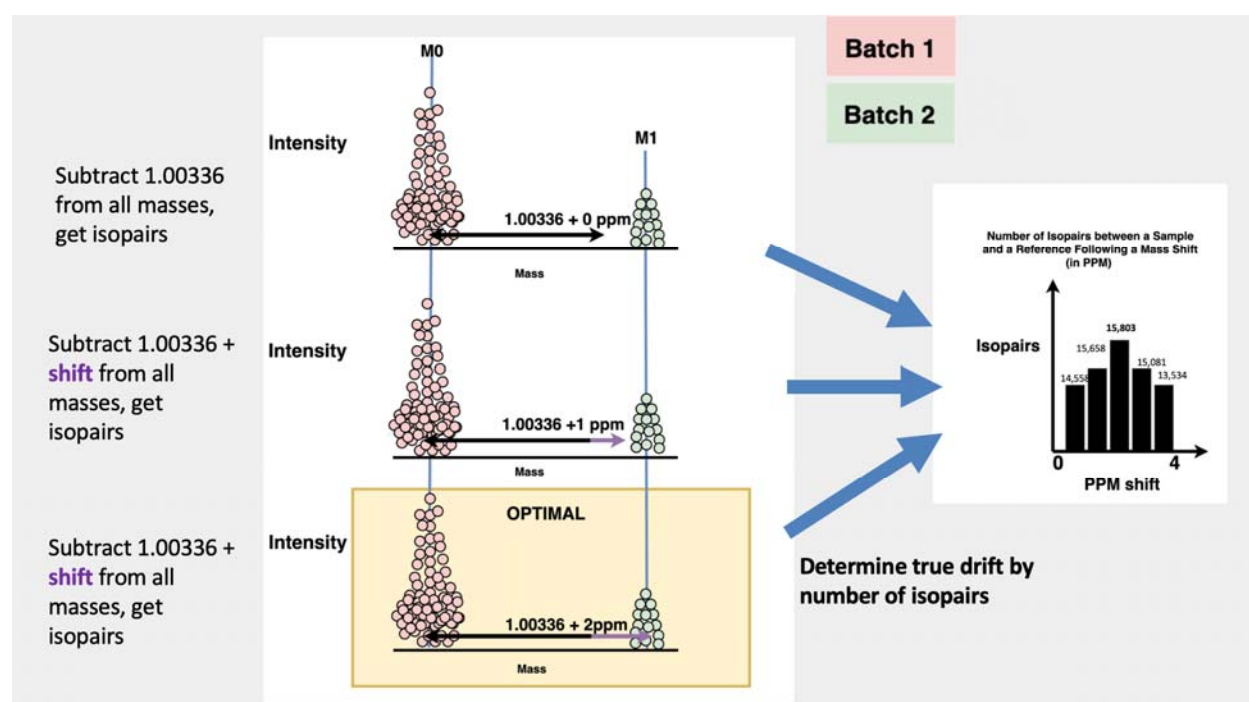 Batch 1
Batch 2
Subtract 1.00336
from all masses,
get isopairs
M0
Intensity
M1
1.00336 + 0 ppm
Mass
Subtract 1.00336 +
shift from all
masses, get
isopairs
Intensity
1.00336 +1 ppm
Mass
Subtract 1.00336 +
shift from all
masses, get
isopairs
OPTIMAL
Intensity
1.00336 + 2ppm
Mass
Number of Isopairs between a Sample
and a Reference Following a Mass Shift
(in PPM)
Isopairs
14,558
15,658
15,803
15,081
13,534
0
4
PPM shift
Determine true drift by
number of isopairs